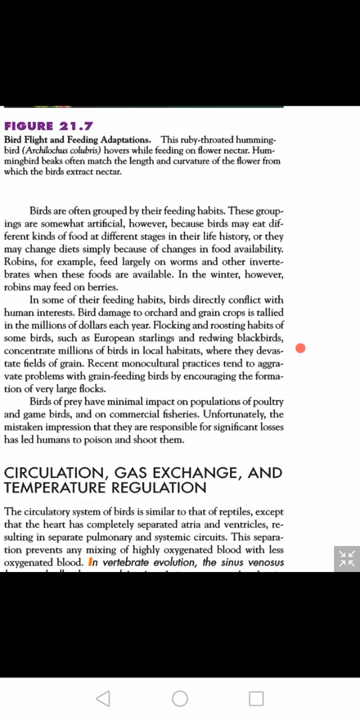 FIGURE 21.7
Bird Flight and Feeding Adaptations. This ruby-throated humming-
bird (Archilochus colubris) hovers while feeding on flower nectar. Hum-
mingbird beaks often match the length and curvature of the flower from
which the birds extract nectar.
Birds are often grouped by their feeding habits. These group-
ings are somewhat artificial, however, because birds may eat dif-
ferent kinds of food at different stages in their life history, or they
may change diets simply because of changes in food availability.
Robins, for example, feed largely on worms and other inverte-
brates when these foods are available. In the winter, however,
robins may feed on berries.
In some of their feeding habits, birds directly conflict with
human interests. Bird damage to orchard and grain crops is tallied
in the millions of dollars each year. Flocking and roosting habits of
some birds, such as European starlings and redwing blackbirds,
concentrate millions of birds in local habitats, where they devas-
tate fields of grain. Recent monocultural practices tend to aggra-
vate problems with grain-feeding birds by encouraging the forma-
tion of very large flocks.
Birds of prey have minimal impact on populations of poultry
and game birds, and on commercial fisheries. Unfortunately, the
mistaken impression that they are responsible for significant losses
has led humans to poison and shoot them.
CIRCULATION, GAS EXCHANGE, AND
TEMPERATURE REGULATION
The circulatory system of birds is similar to that of reptiles, except
that the heart has completely separated atria and ventricles, re-
sulting in separate pulmonary and systemic circuits. This separa-
tion prevents any mixing of highly oxygenated blood with less
oxygenated blood. In vertebrate evolution, the sinus venosus